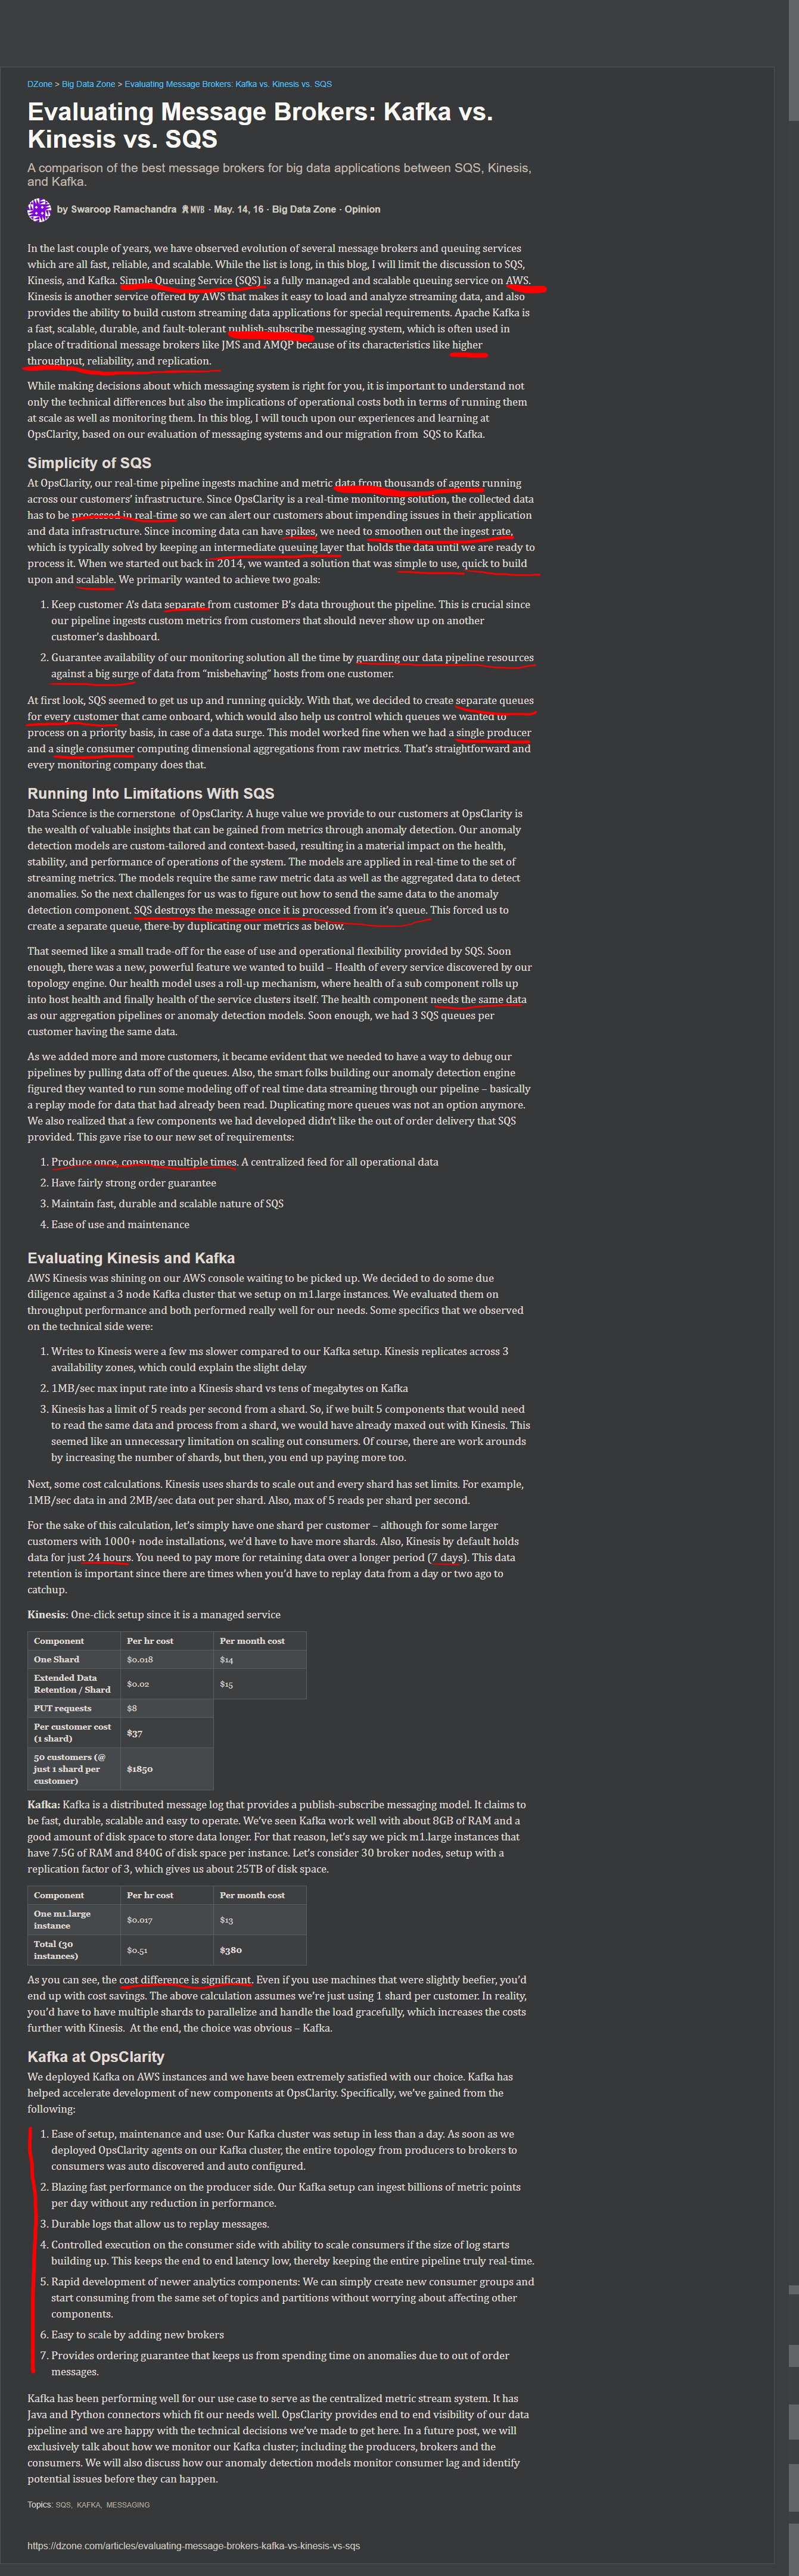 DZone > Big Data Zone > Evaluating Message Brokers: Kafka vs. Kinesis vs. SQS
Evaluating Message Brokers: Kafka vs.
Kinesis vs. SQS
A comparison of the best message brokers for big data applications between SQS, Kinesis,
and Kafka.
by Swaroop Ramachandra MVB · May. 14, 16 · Big Data Zone · Opinion
In the last couple of years, we have observed evolution of several message brokers and queuing services
which are all fast, reliable, and scalable. While the list is long, in this blog, I will limit the discussion to SQS,
Kinesis, and Kafka. Simple Queuing Service (SQS) is a fully managed and scalable queuing service on AWS.
Kinesis is another service offered by AWS that makes it easy to load and analyze streaming data, and also
provides the ability to build custom streaming data applications for special requirements. Apache Kafka is
a fast, scalable, durable, and fault-tolerant publish-subscribe messaging system, which is often used in
place of traditional message brokers like JMS and AMQP because of its characteristics like higher
throughput, reliability, and replication.
While making decisions about which messaging system is right for you, it is important to understand not
only the technical differences but also the implications of operational costs both in terms of running them
at scale as well as monitoring them. In this blog, I will touch upon our experiences and learning at
OpsClarity, based on our evaluation of messaging systems and our migration from SQS to Kafka.
Simplicity of SQS
At OpsClarity, our real-time pipeline ingests machine and metric data from thousands of agents running
across our customers' infrastructure. Since OpsClarity is a real-time monitoring solution, the collected data
has to be processed in real-time so we can alert our customers about impending issues in their application
and data infrastructure. Since incoming data can have spikes, we need to smoothen out the ingest rate,
which is typically solved by keeping an intermediate queuing layer that holds the data until we are ready to
process it. When we started out back in 2014, we wanted a solution that was simple to use, quick to build
upon and scalable. We primarily wanted to achieve two goals:
1. Keep customer A's data separate from customer B's data throughout the pipeline. This is crucial since
our pipeline ingests custom metrics from customers that should never show up on another
customer's dashboard.
2. Guarantee availability of our monitoring solution all the time by guarding our data pipeline resources
against a big surge of data from "misbehaving" hosts from one customer.
At first look, SQS seemed to get us up and running quickly. With that, we decided to create separate queues
for every customer that came onboard, which would also help us control which queues we wanted to
process on a priority basis, in case of a data surge. This model worked fine when we had a single producer
and a single consumer computing dimensional aggregations from raw metrics. That's straightforward and
every monitoring company does that.
Running Into Limitations With SQS
Data Science is the cornerstone of OpsClarity. A huge value we provide to our customers at OpsClarity is
the wealth of valuable insights that can be gained from metrics through anomaly detection. Our anomaly
detection models are custom-tailored and context-based, resulting in a material impact on the health,
stability, and performance of operations of the system. The models are applied in real-time to the set of
streaming metrics. The models require the same raw metric data as well as the aggregated data to detect
anomalies. So the next challenges for us was to figure out how to send the same data to the anomaly
detection component. SQS destroys the message once it is processed from it's queue. This forced us to
create a separate queue, there-by duplicating our metrics as below.
That seemed like a small trade-off for the ease of use and operational flexibility provided by SQS. Soon
enough, there was a new, powerful feature we wanted to build – Health of every service discovered by our
topology engine. Our health model uses a roll-up mechanism, where health of a sub component rolls up
into host health and finally health of the service clusters itself. The health component needs the same data
as our aggregation pipelines or anomaly detection models. Soon enough, we had 3 SQS queues per
customer having the same data.
As we added more and more customers, it became evident that we needed to have a way to debug our
pipelines by pulling data off of the queues. Also, the smart folks building our anomaly detection engine
figured they wanted to run some modeling off of real time data streaming through our pipeline – basically
a replay mode for data that had already been read. Duplicating more queues was not an option anymore.
We also realized that a few components we had developed didn't like the out of order delivery that SQS
provided. This gave rise to our new set of requirements:
1. Produce once, consume multiple times. A centralized feed for all operational data
2. Have fairly strong order guarantee
3. Maintain fast, durable and scalable nature of SQS
4. Ease of use and maintenance
Evaluating Kinesis and Kafka
AWS Kinesis was shining on our AWS console waiting to be picked up. We decided to do some due
diligence against a 3 node Kafka cluster that we setup on m1.large instances. We evaluated them on
throughput performance and both performed really well for our needs. Some specifics that we observed
on the technical side were:
1. Writes to Kinesis were a few ms slower compared to our Kafka setup. Kinesis replicates across 3
availability zones, which could explain the slight delay
2. 1MB/sec max input rate into a Kinesis shard vs tens of megabytes on Kafka
3. Kinesis has a limit of 5 reads per second from a shard. So, if we built 5 components that would need
to read the same data and process from a shard, we would have already maxed out with Kinesis. This
seemed like an unnecessary limitation on scaling out consumers. Of course, there are work arounds
by increasing the number of shards, but then, you end up paying more too.
Next, some cost calculations. Kinesis uses shards to scale out and every shard has set limits. For example,
1MB/sec data in and 2MB/sec data out per shard. Also, max of 5 reads per shard per second.
For the sake of this calculation, let's simply have one shard per customer – although for some larger
customers with 1000+ node installations, we'd have to have more shards. Also, Kinesis by default holds
data for just 24 hours. You need to pay more for retaining data over a longer period (7 days). This data
retention is important since there are times when you'd have to replay data from a day or two ago to
catchup.
Kinesis: One-click setup since it is a managed service
Component Per hr cost Per month cost
One Shard $0.018 $14
Extended Data
Retention / Shard $0.02 $15
PUT requests $8
Per customer cost
(1 shard) $37
50 customers (@
just 1 shard per
customer) $1850
Kafka: Kafka is a distributed message log that provides a publish-subscribe messaging model. It claims to
be fast, durable, scalable and easy to operate. We've seen Kafka work well with about 8GB of RAM and a
good amount of disk space to store data longer. For that reason, let's say we pick m1.large instances that
have 7.5G of RAM and 840G of disk space per instance. Let's consider 30 broker nodes, setup with a
replication factor of 3, which gives us about 25TB of disk space.
Component Per hr cost Per month cost
One m1.large
instance $0.017 $13
Total (30
instances) $0.51 $380
As you can see, the cost difference is significant. Even if you use machines that were slightly beefier, you'd
end up with cost savings. The above calculation assumes we're just using 1 shard per customer. In reality,
you'd have to have multiple shards to parallelize and handle the load gracefully, which increases the costs
further with Kinesis. At the end, the choice was obvious – Kafka.
Kafka at OpsClarity
We deployed Kafka on AWS instances and we have been extremely satisfied with our choice. Kafka has
helped accelerate development of new components at OpsClarity. Specifically, we've gained from the
following:
1. Ease of setup, maintenance and use: Our Kafka cluster was setup in less than a day. As soon as we
deployed OpsClarity agents on our Kafka cluster, the entire topology from producers to brokers to
consumers was auto discovered and auto configured.
2. Blazing fast performance on the producer side. Our Kafka setup can ingest billions of metric points
per day without any reduction in performance.
3. Durable logs that allow us to replay messages.
4. Controlled execution on the consumer side with ability to scale consumers if the size of log starts
building up. This keeps the end to end latency low, thereby keeping the entire pipeline truly real-time.
5. Rapid development of newer analytics components: We can simply create new consumer groups and
start consuming from the same set of topics and partitions without worrying about affecting other
components.
6. Easy to scale by adding new brokers
7. Provides ordering guarantee that keeps us from spending time on anomalies due to out of order
messages.
Kafka has been performing well for our use case to serve as the centralized metric stream system. It has
Java and Python connectors which fit our needs well. OpsClarity provides end to end visibility of our data
pipeline and we are happy with the technical decisions we've made to get here. In a future post, we will
exclusively talk about how we monitor our Kafka cluster; including the producers, brokers and the
consumers. We will also discuss how our anomaly detection models monitor consumer lag and identify
potential issues before they can happen.
Topics: SQS, KAFKA, MESSAGING
https://dzone.com/articles/evaluating-message-brokers-kafka-vs-kinesis-vs-sqs